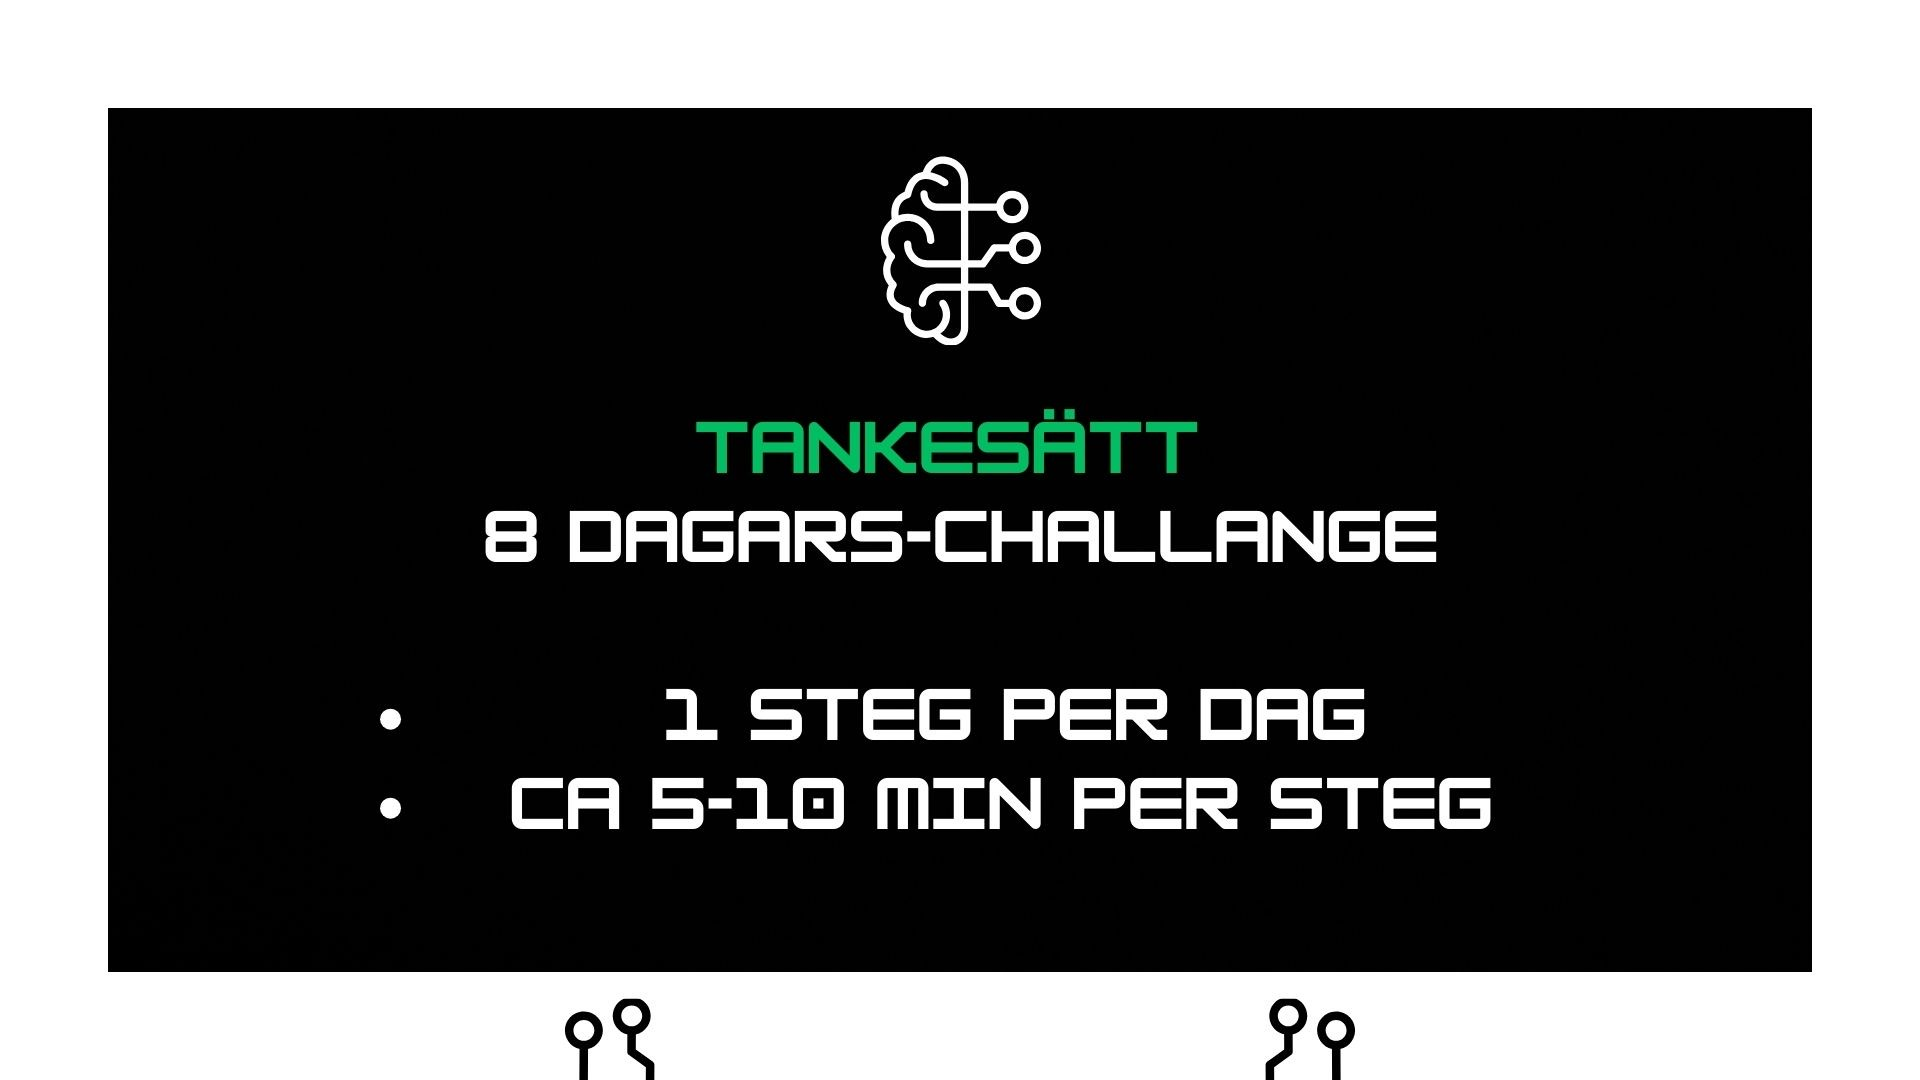 TANKESÄTT
8 DAGARS-CHALLANGE
• 1 STEG PER DAG
• CA 5-10 MIN PER STEG